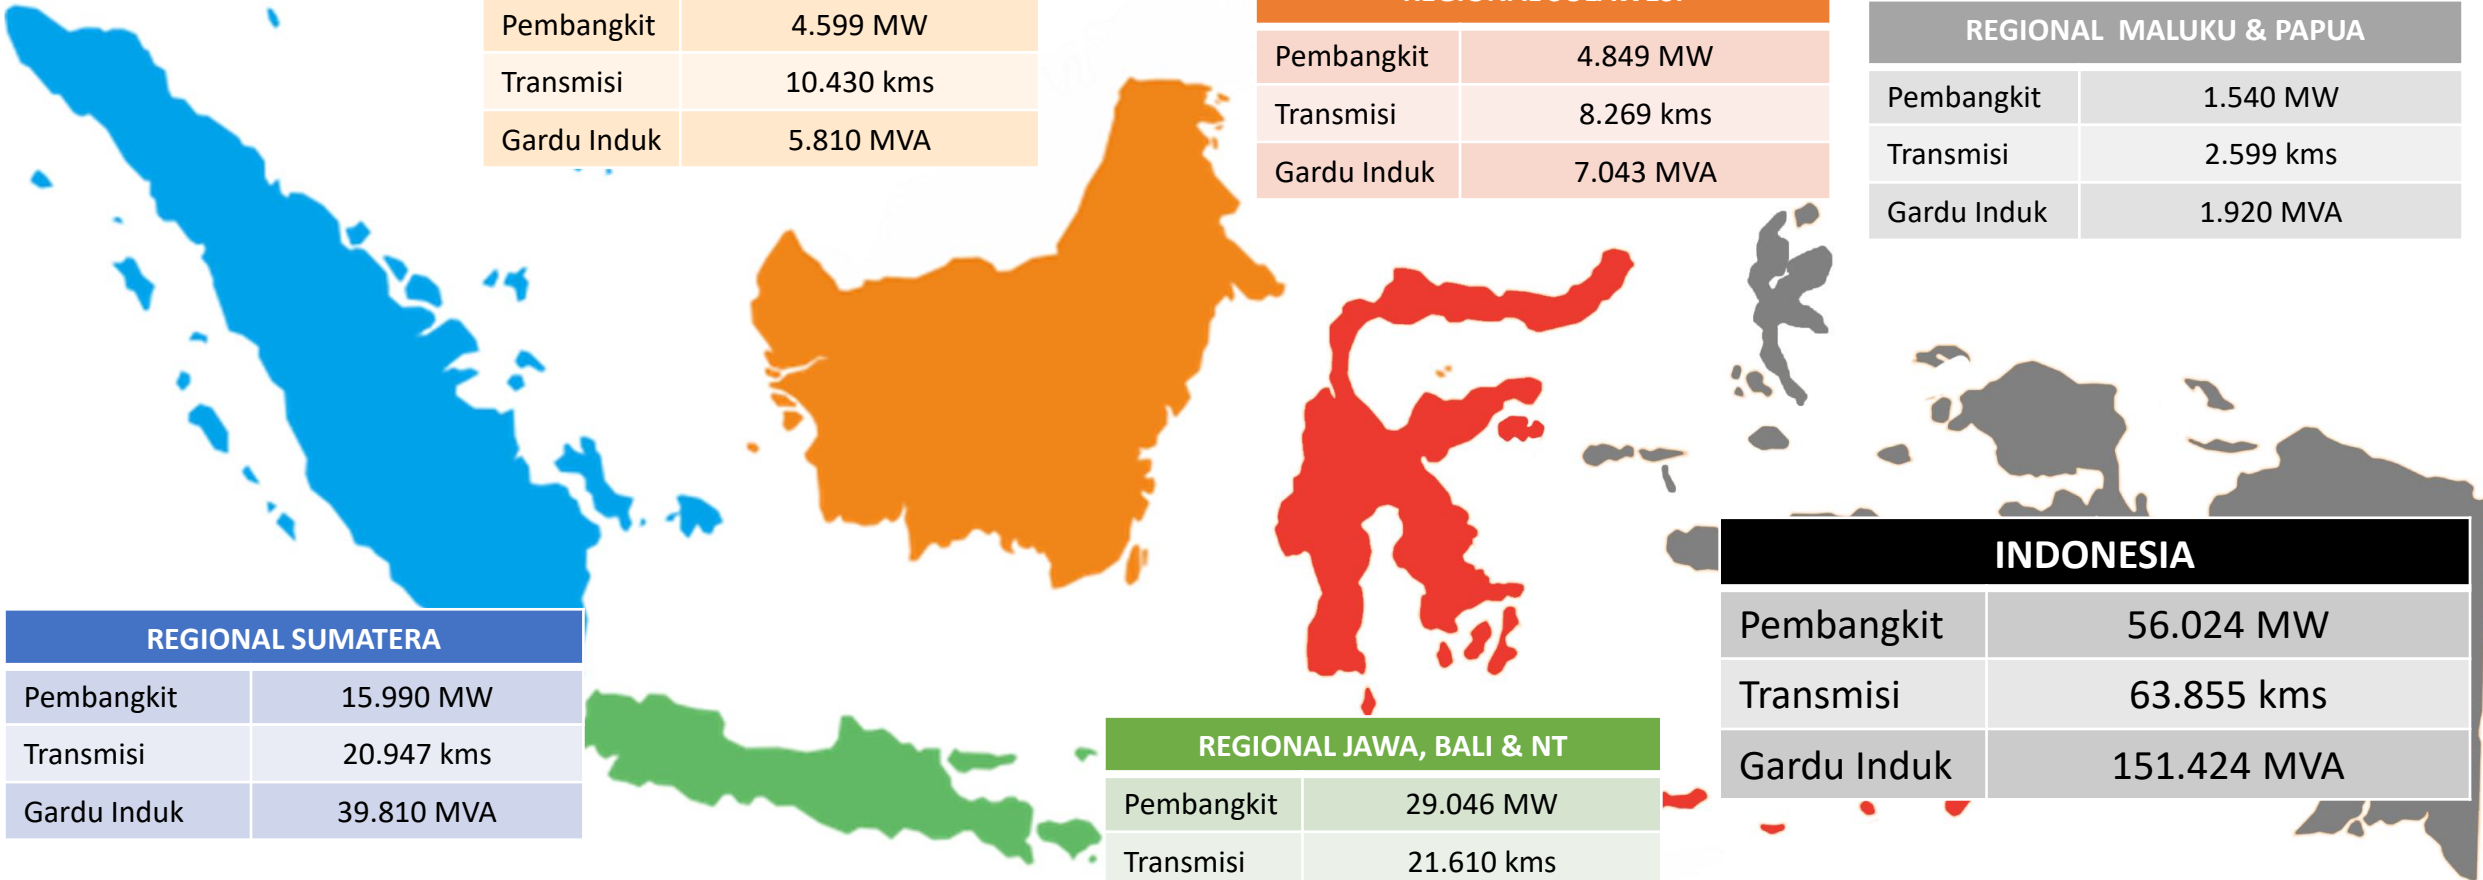 Pembangkit 4.599 MW
Transmisi 10.430 kms
Gardu Induk 5.810 MVA
REGIONAL SULAWESI
Pembangkit 4.849 MW
Transmisi 8.269 kms
Gardu Induk 7.043 MVA
REGIONAL MALUKU & PAPUA
Pembangkit 1.540 MW
Transmisi 2.599 kms
Gardu Induk 1.920 MVA
REGIONAL SUMATERA
Pembangkit 15.990 MW
Transmisi 20.947 kms
Gardu Induk 39.810 MVA
REGIONAL JAWA, BALI & NT
Pembangkit 29.046 MW
Transmisi 21.610 kms
INDONESIA
Pembangkit 56.024 MW
Transmisi 63.855 kms
Gardu Induk 151.424 MVA